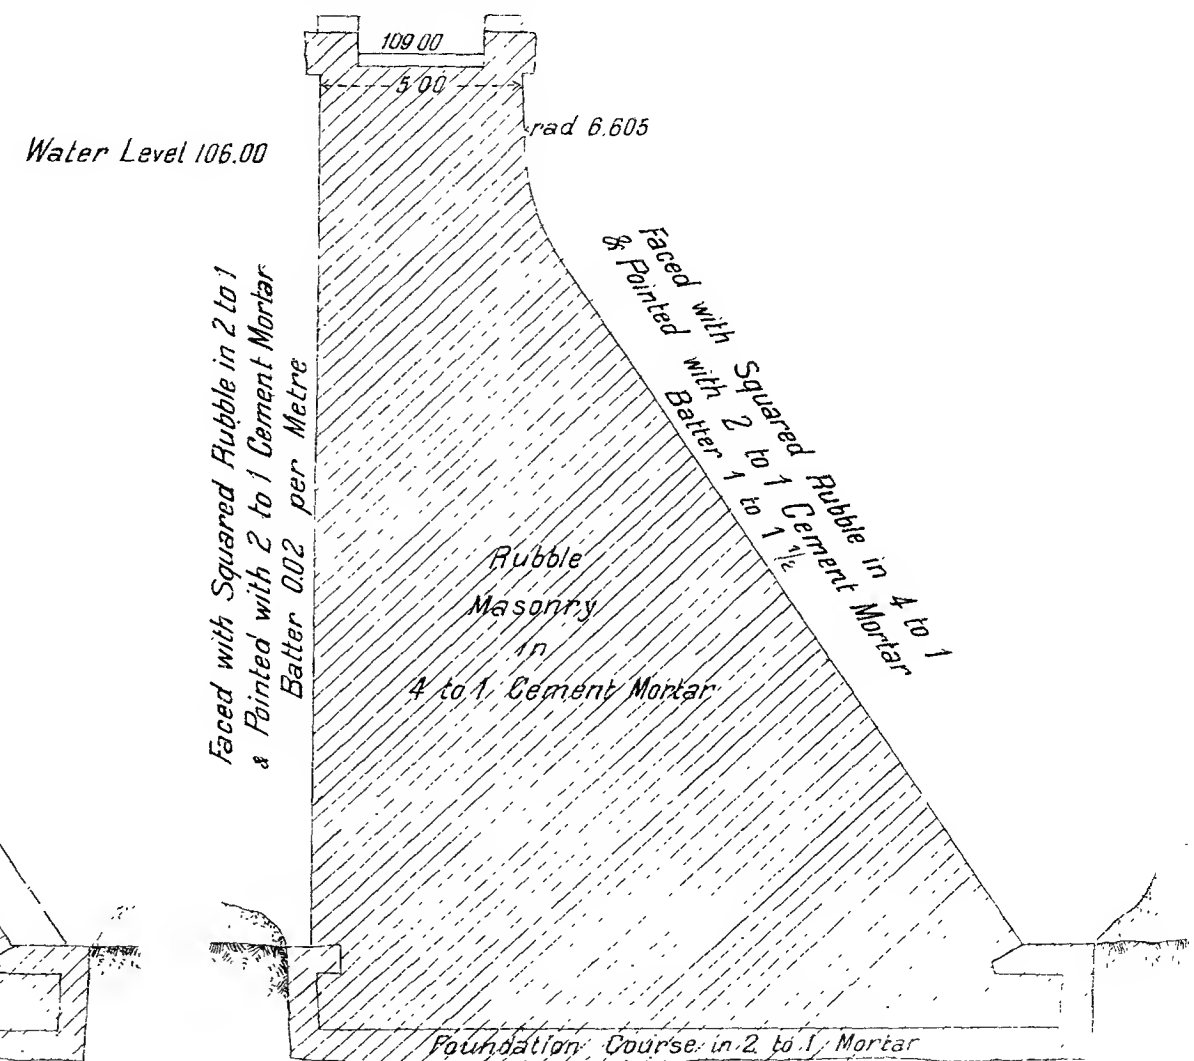 109.00
5.00
rad 6.605
Water Level 106.00
Faced with Squared Rubble in 2 to 1
& Pointed with 2 to 1 Cement Mortar
Batter 0.02 per Metre
Faced with Squared Rubble in 4 to 1
& Pointed with 2 to 1 Cement Mortar
Batter 1 to 1 1/2
Rubble
Masonry
in
4 to 1 Cement Mortar
Foundation Course in 2 to 1 Mortar